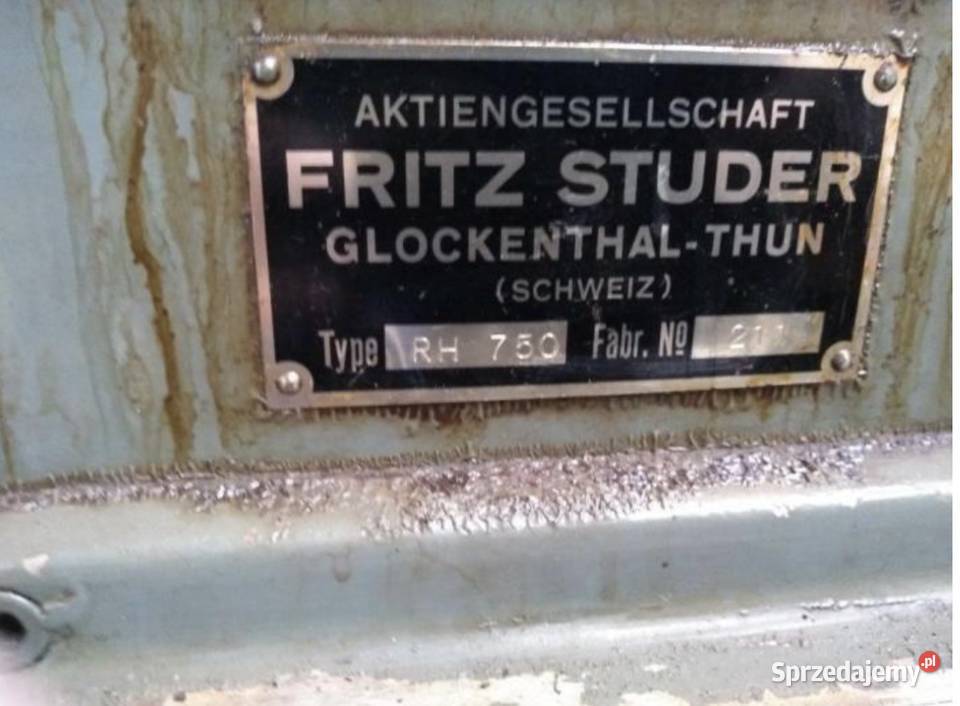 AKTIENGESELLSCHAFT
FRITZ STUDER
GLOCKENTHAL-THUN
(SCHWEIZ)
Type RH 750 Fabr. Nº
Sprzedajemy.pl